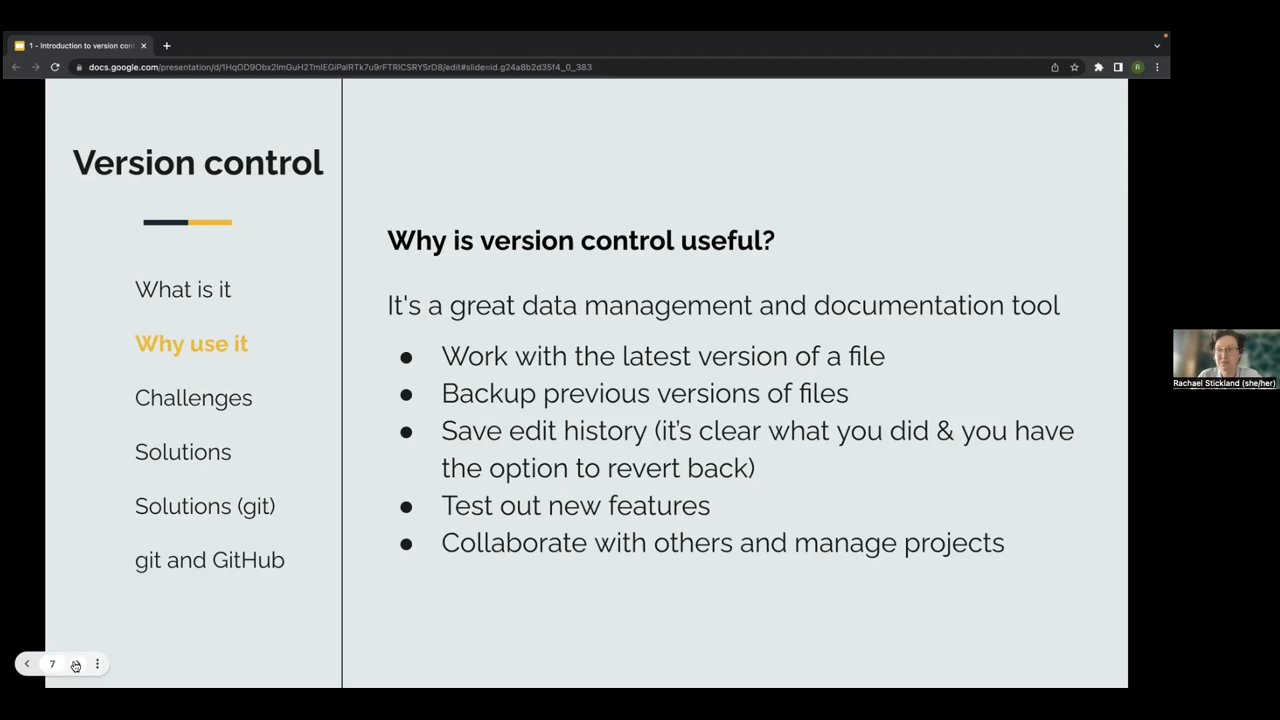 1 - Introduction to version con
docs.google.com/presentation/d/1HqOD9Obx2ImGuH2TmIEGiPaIRTk7u9rFTRICSRYSrD8/edit#slide=id.g24a8b2d35f4_0_383
R
Version control
What is it
Why use it
Challenges
Solutions
Solutions (git)
git and GitHub
Why is version control useful?
It's a great data management and documentation tool
● Work with the latest version of a file
● Backup previous versions of files
● Save edit history (it's clear what you did & you have
the option to revert back)
● Test out new features
● Collaborate with others and manage projects
Rachael Stickland (she/her)
7